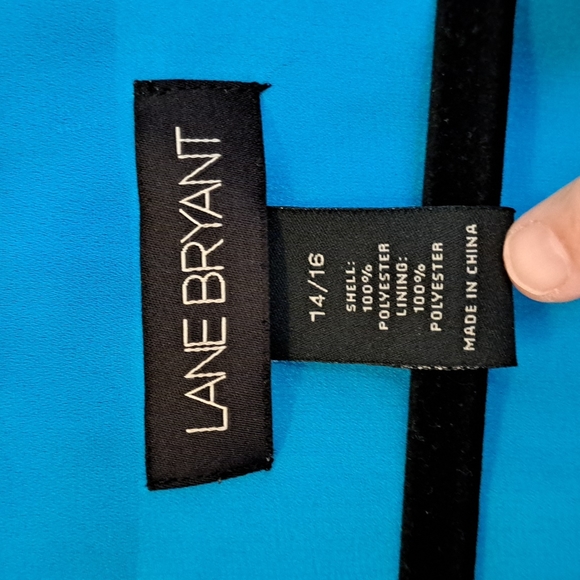 LANE BRYANT
14/16
SHELL:
100%
POLYESTER
LINING:
100%
POLYESTER
MADE IN CHINA